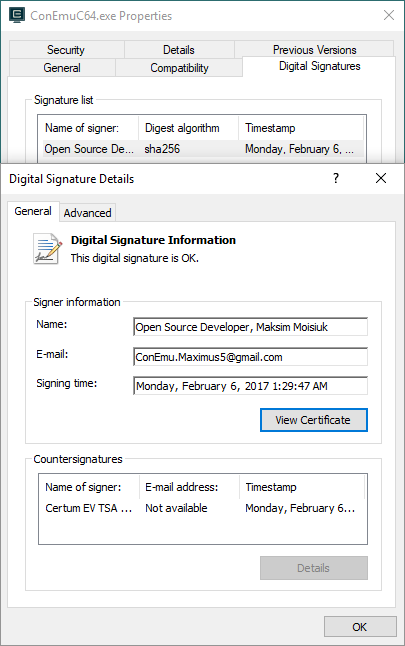 ConEmuC64.exe Properties
Security Details Previous Versions
General Compatibility Digital Signatures
Signature list
Name of signer: Digest algorithm Timestamp
Open Source De... sha256 Monday, February 6, ...
Digital Signature Details
General Advanced
Digital Signature Information
This digital signature is OK.
Signer information
Name: Open Source Developer, Maksim Moisiuk
E-mail: ConEmu.Maximus5@gmail.com
Signing time: Monday, February 6, 2017 1:29:47 AM
View Certificate
Countersignatures
Name of signer: E-mail address: Timestamp
Certum EV TSA ... Not available Monday, February 6...
Details
OK